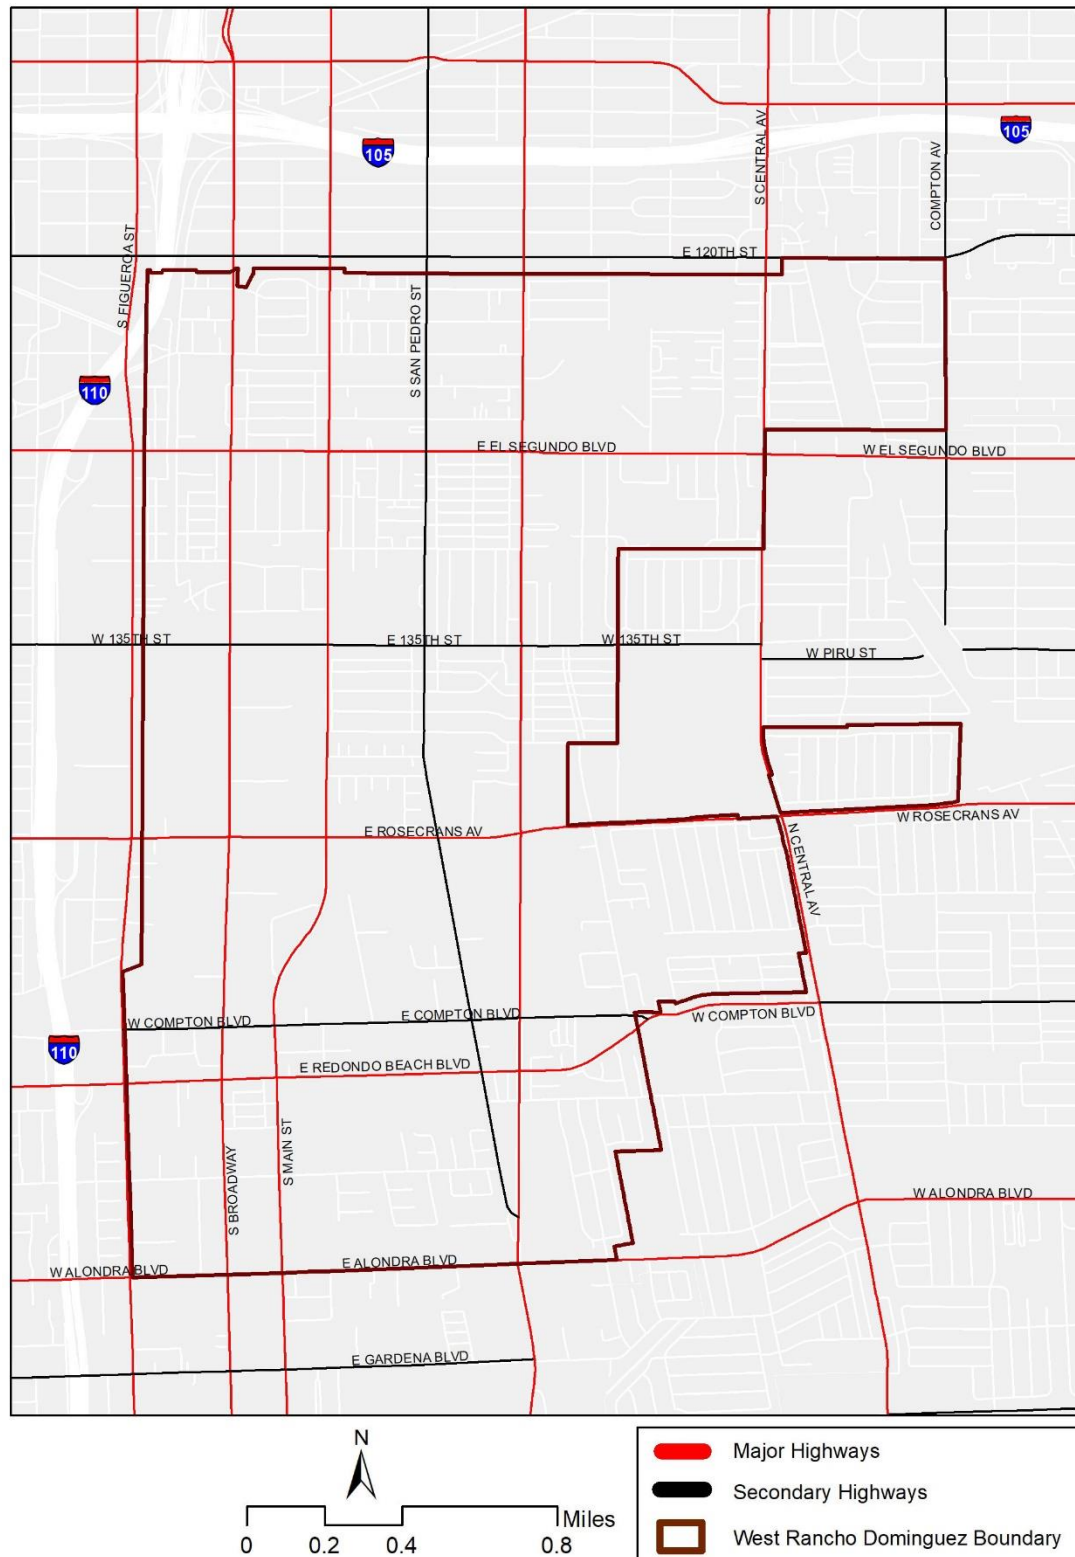 S CENTRAL AV
COMPTON AV
105
105
E 120TH ST
S FIGUEROA ST
S SAN PEDRO ST
110
E EL SEGUNDO BLVD
W EL SEGUNDO BLVD
W 135TH ST
E 135TH ST
W 135TH ST
W PIRU ST
E ROSECRANS AV
W ROSECRANS AV
N CENTRAL AV
W COMPTON BLVD
E COMPTON BLVD
W COMPTON BLVD
110
E REDONDO BEACH BLVD
S BROADWAY
S MAIN ST
W ALONDRA BLVD
W ALONDRA BLVD
E ALONDRA BLVD
E GARDENA BLVD
N
Miles
0 0.2 0.4 0.8
Major Highways
Secondary Highways
West Rancho Dominguez Boundary